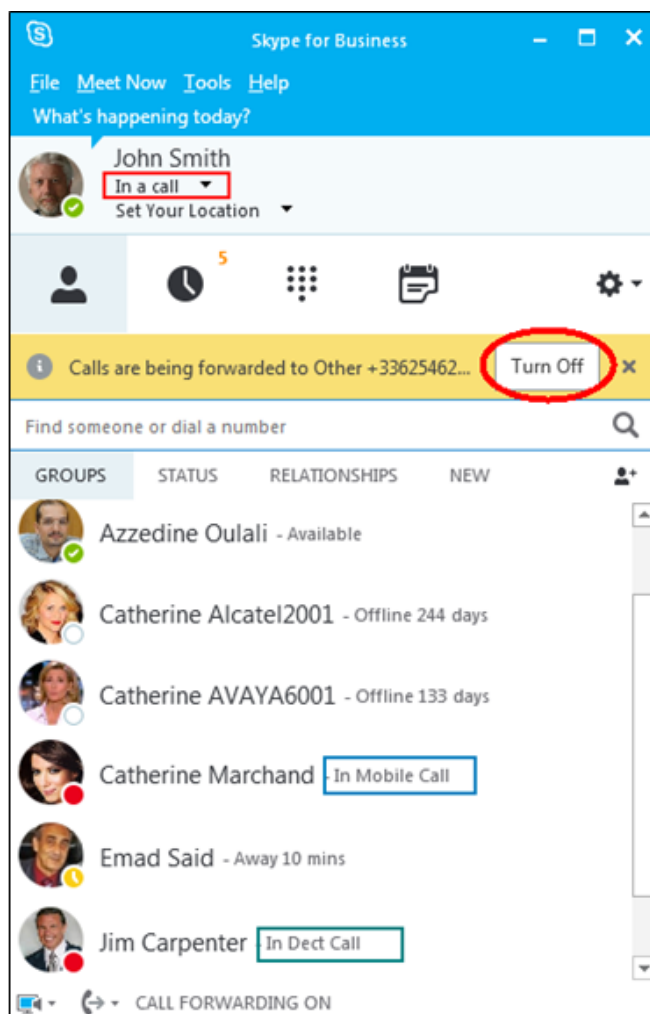 Skype for Business
File Meet Now Tools Help
What's happening today?
John Smith
In a call
Set Your Location
5
Calls are being forwarded to Other +33625462... Turn Off
Find someone or dial a number
GROUPS STATUS RELATIONSHIPS NEW
Azzedine Oulali - Available
Catherine Alcatel2001 - Offline 244 days
Catherine AVAYA6001 - Offline 133 days
Catherine Marchand - In Mobile Call
Emad Said - Away 10 mins
Jim Carpenter - In Dect Call
CALL FORWARDING ON